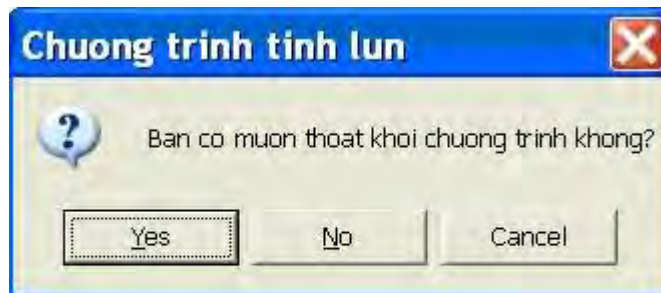 Chuong trinh tinh lun
Ban co muon thoat khoi chuong trinh khong?
Yes
No
Cancel